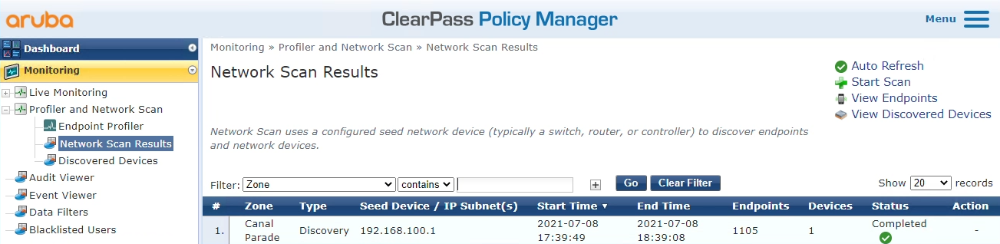 aruba
ClearPass Policy Manager
Menu
Dashboard
Monitoring
Live Monitoring
Profiler and Network Scan
Endpoint Profiler
Network Scan Results
Discovered Devices
Audit Viewer
Event Viewer
Data Filters
Blacklisted Users
Monitoring » Profiler and Network Scan » Network Scan Results
Network Scan Results
Auto Refresh
Start Scan
View Endpoints
View Discovered Devices
Network Scan uses a configured seed network device (typically a switch, router, or controller) to discover endpoints
and network devices.
Filter: Zone contains Go Clear Filter Show 20 records
# Zone Type Seed Device / IP Subnet(s) Start Time ▼ End Time Endpoints Devices Status Action
1. Canal Parade Discovery 192.168.100.1 2021-07-08 17:39:49 2021-07-08 18:39:08 1105 1 Completed -